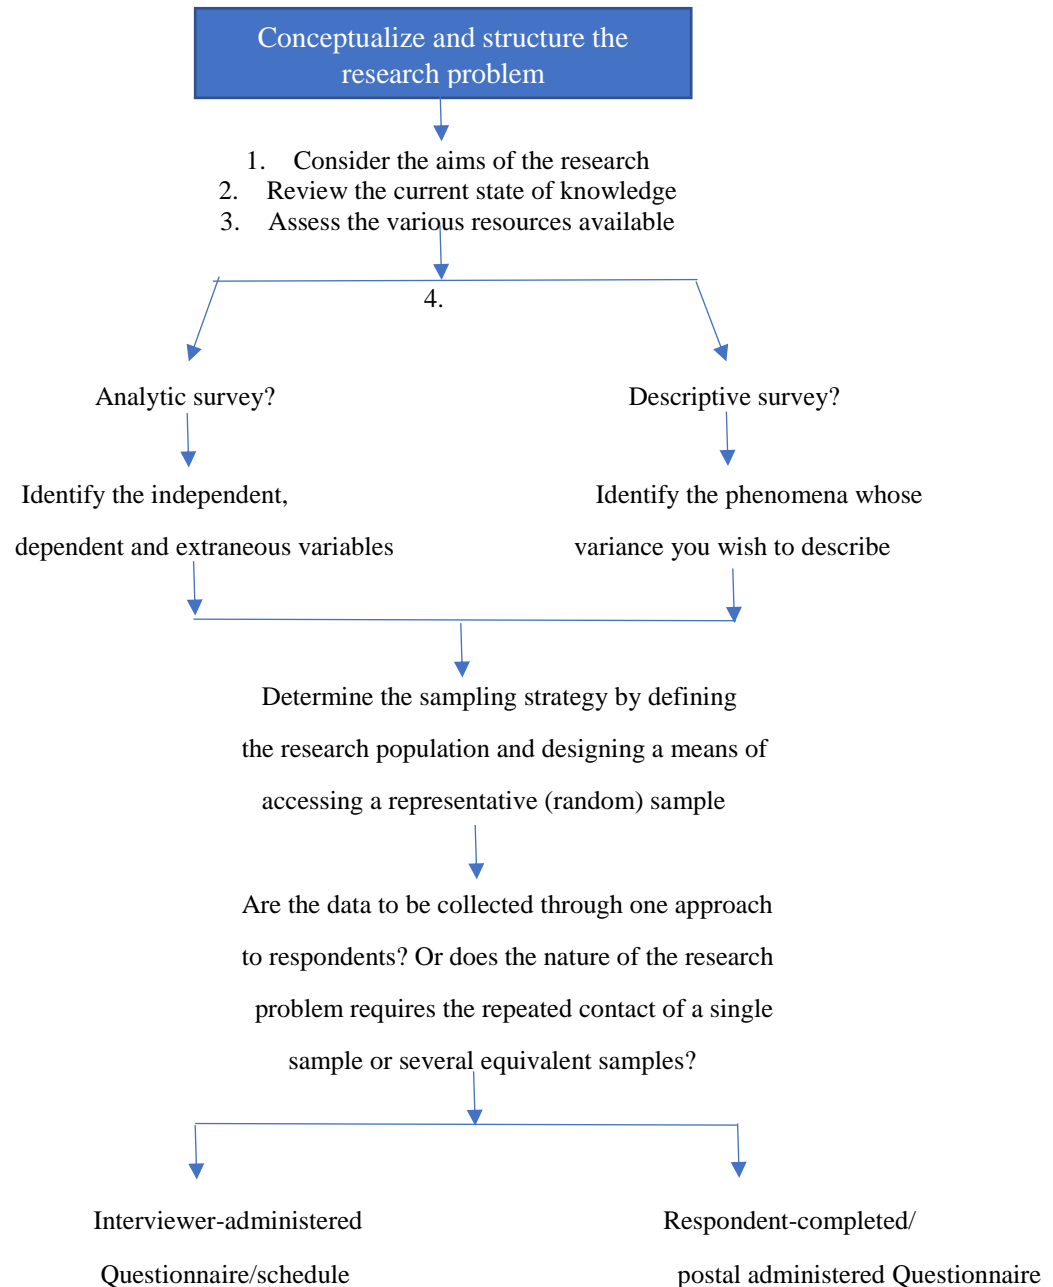 Conceptualize and structure the
research problem
1. Consider the aims of the research
2. Review the current state of knowledge
3. Assess the various resources available
4.
Analytic survey?
Descriptive survey?
Identify the independent,
dependent and extraneous variables
Identify the phenomena whose
variance you wish to describe
Determine the sampling strategy by defining
the research population and designing a means of
accessing a representative (random) sample
Are the data to be collected through one approach
to respondents? Or does the nature of the research
problem requires the repeated contact of a single
sample or several equivalent samples?
Interviewer-administered
Questionnaire/schedule
Respondent-completed/
postal administered Questionnaire